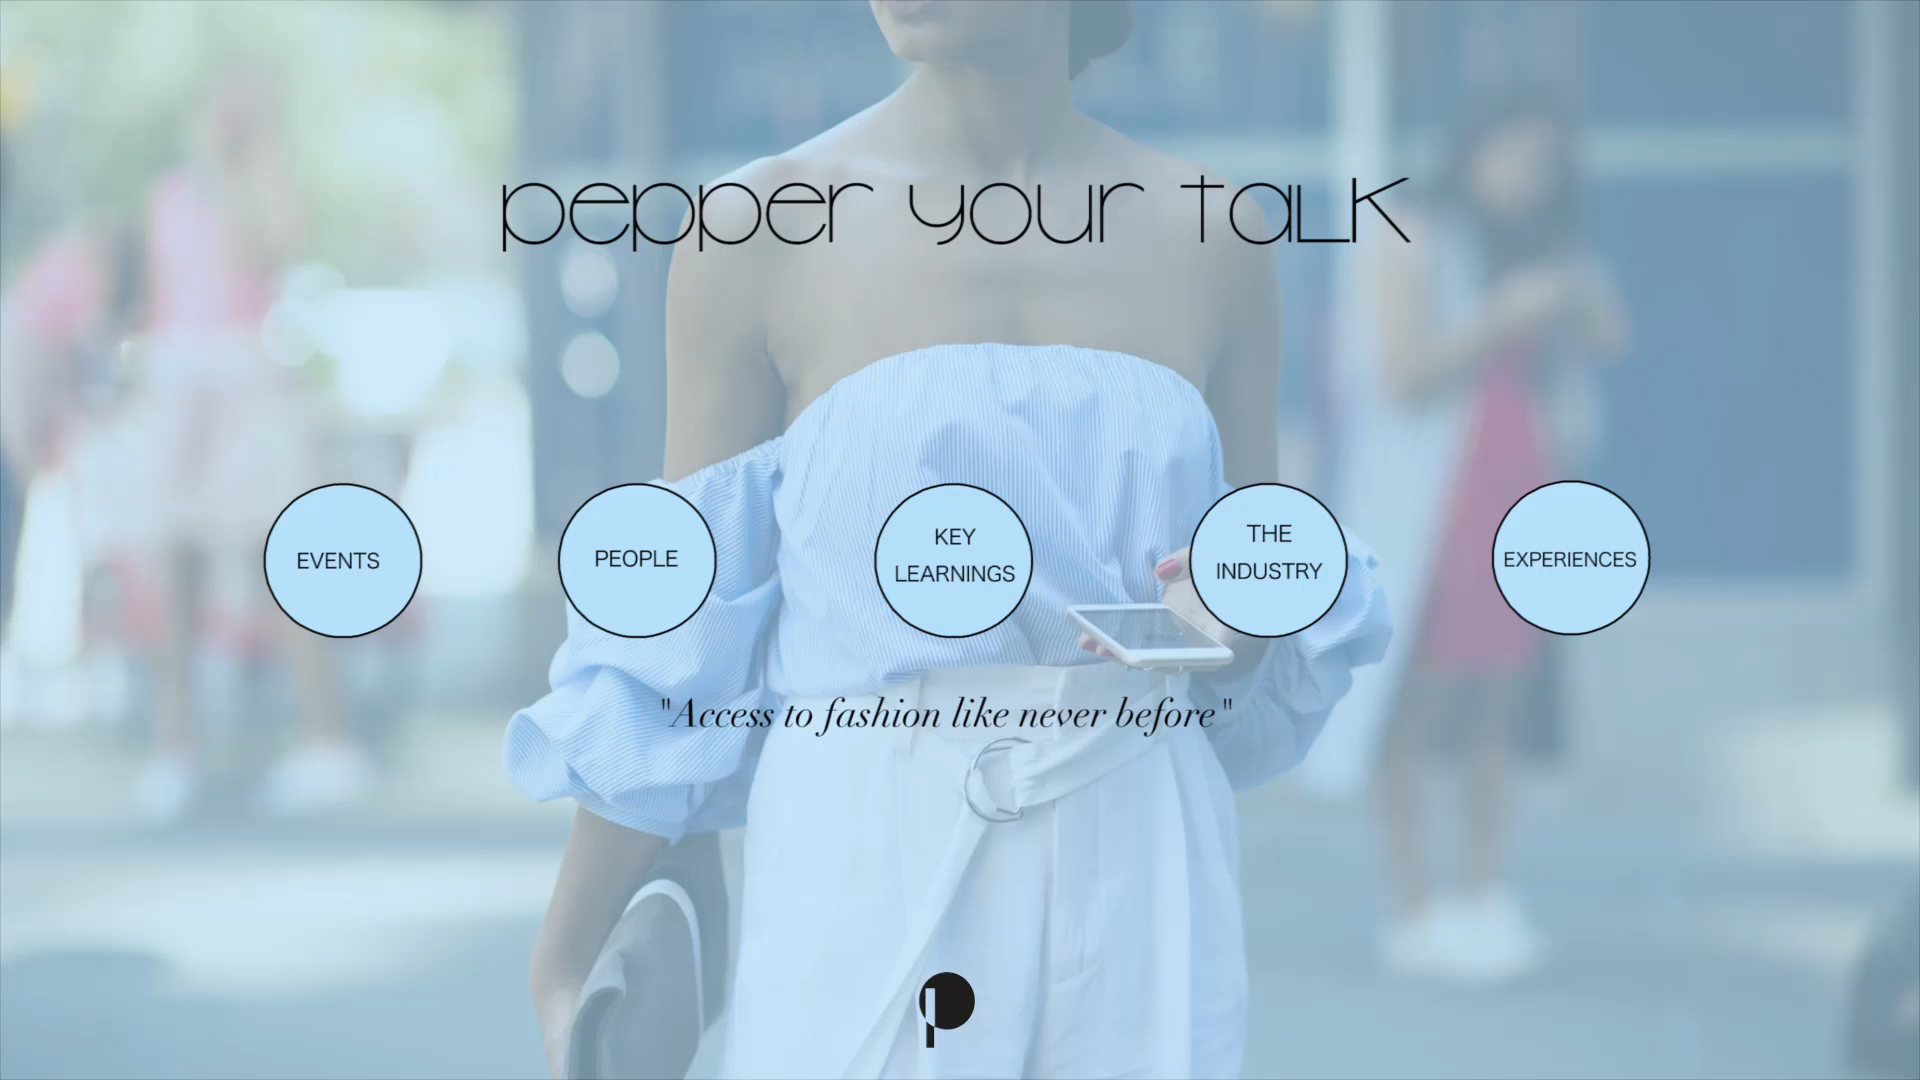 pepper your talk
EVENTS
PEOPLE
KEY
LEARNINGS
THE
INDUSTRY
EXPERIENCES
"Access to fashion like never before"
p